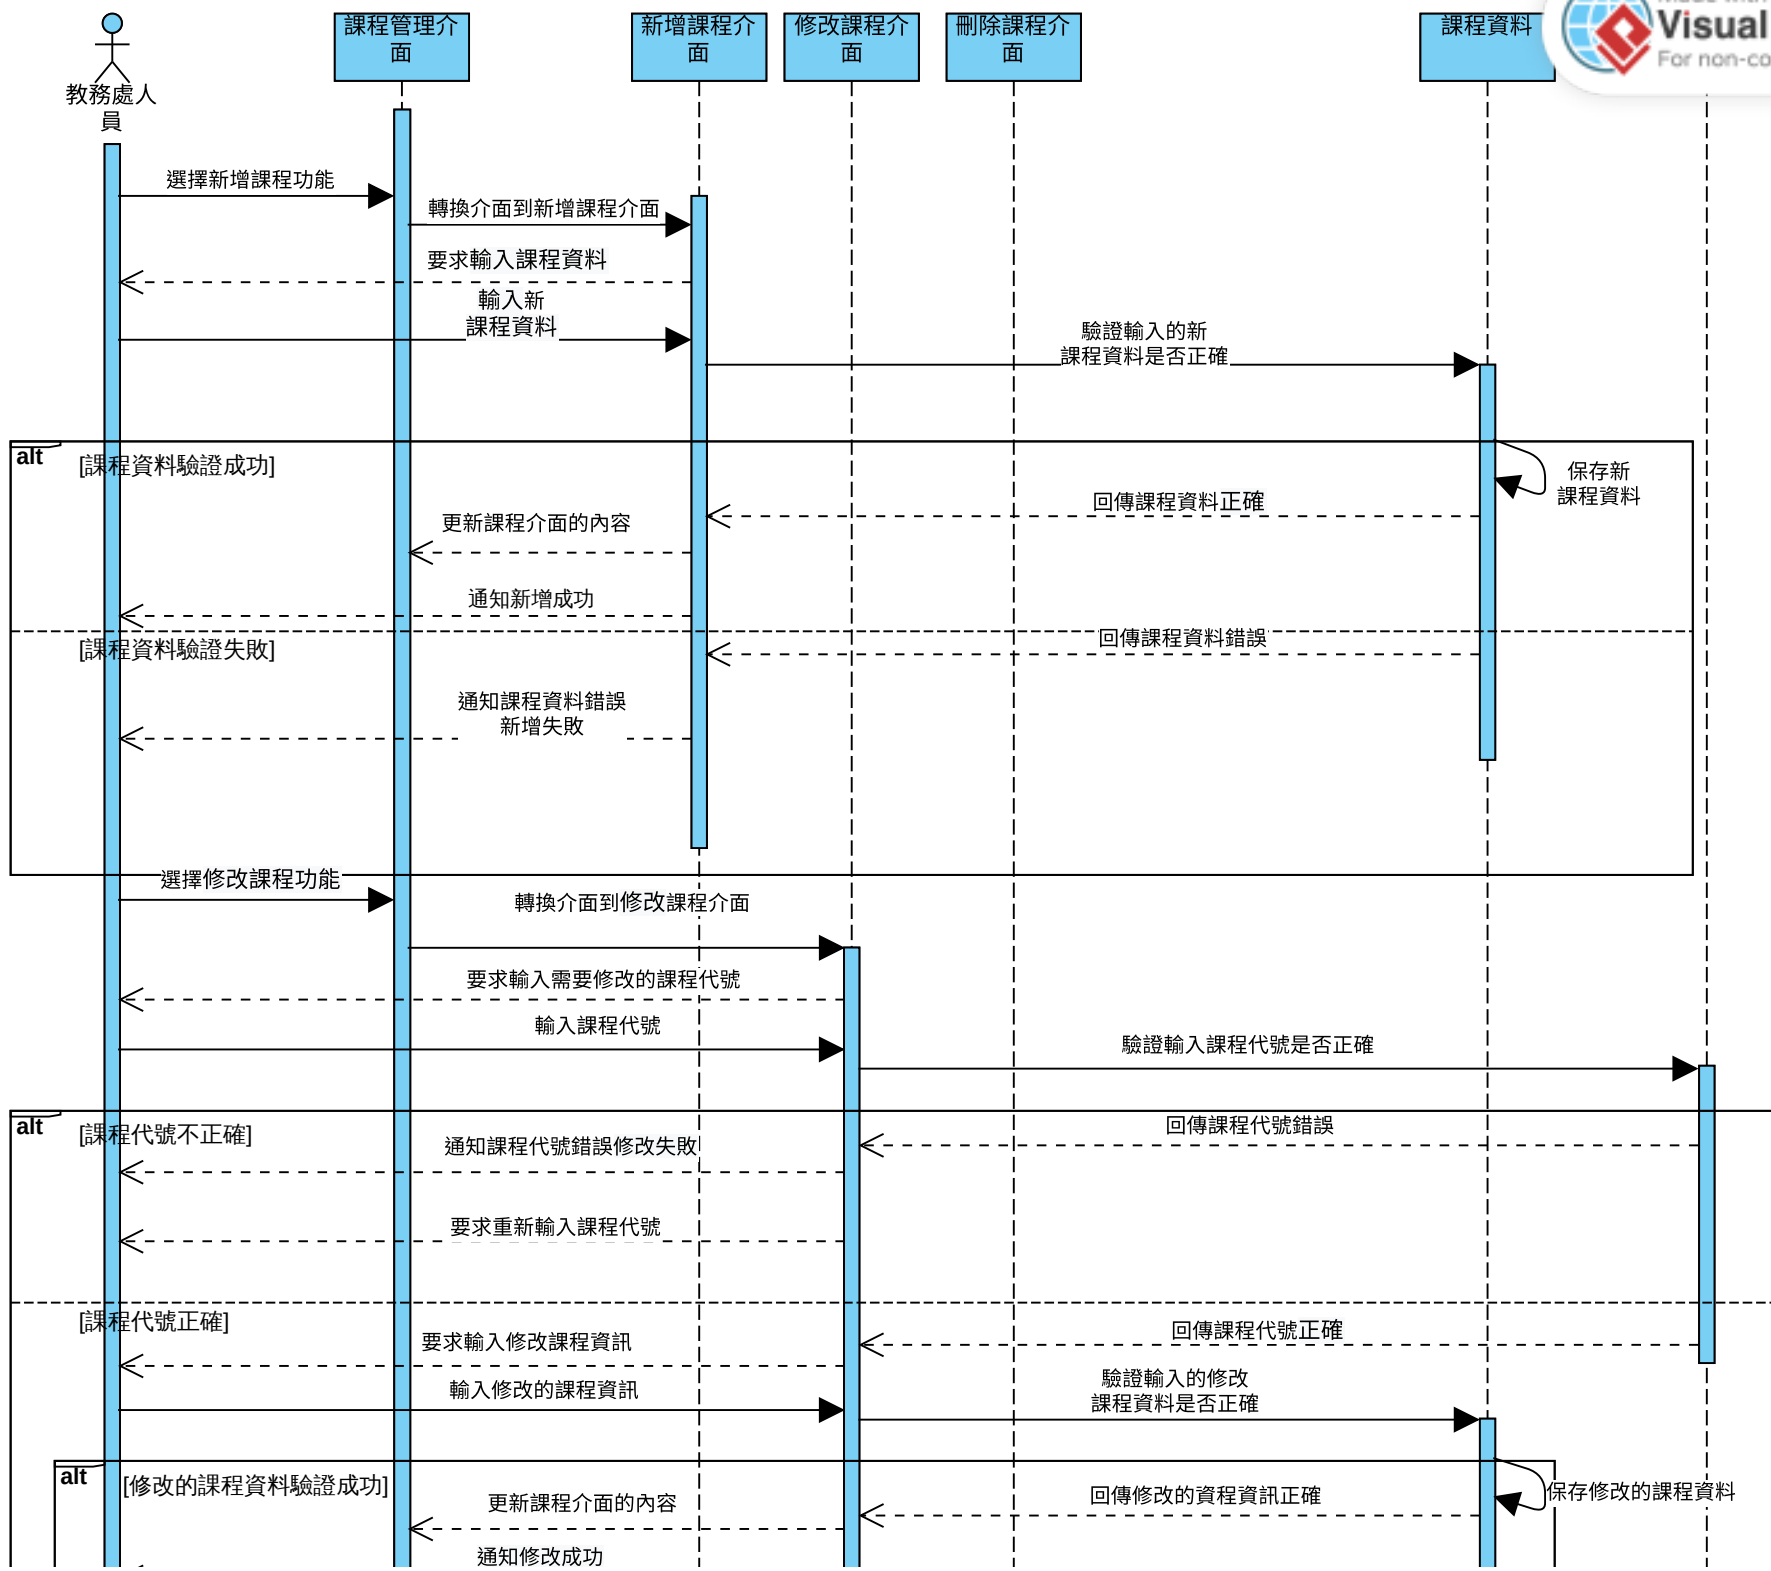 課程管理介
面
新增課程介
面
修改課程介
面
刪除課程介
面
課程資料
Visual
For non-co
教務處人
員
選擇新增課程功能
轉換介面到新增課程介面
要求輸入課程資料
輸入新
課程資料
驗證輸入的新
課程資料是否正確
alt
[課程資料驗證成功]
保存新
課程資料
回傳課程資料正確
更新課程介面的內容
通知新增成功
[課程資料驗證失敗]
回傳課程資料錯誤
通知課程資料錯誤
新增失敗
選擇修改課程功能
轉換介面到修改課程介面
要求輸入需要修改的課程代號
輸入課程代號
驗證輸入課程代號是否正確
alt
[課程代號不正確]
回傳課程代號錯誤
通知課程代號錯誤修改失敗
要求重新輸入課程代號
[課程代號正確]
回傳課程代號正確
要求輸入修改課程資訊
輸入修改的課程資訊
驗證輸入的修改
課程資料是否正確
alt
[修改的課程資料驗證成功]
保存修改的課程資料
回傳修改的資程資訊正確
更新課程介面的內容
通知修改成功